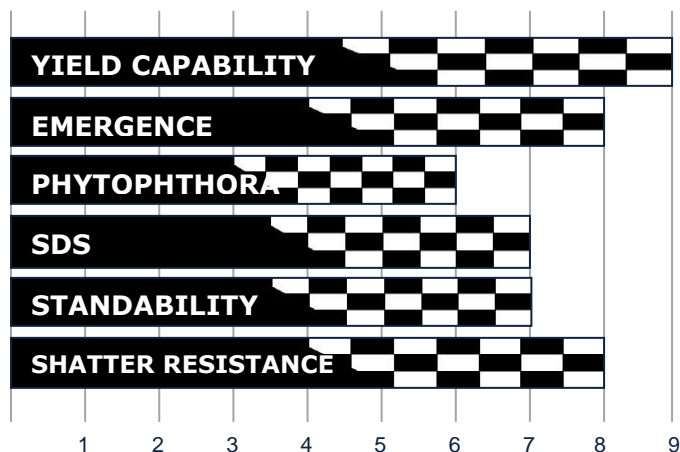 YIELD CAPABILITY
EMERGENCE
PHYTOPHTHORA
SDS
STANDABILITY
SHATTER RESISTANCE
1 2 3 4 5 6 7 8 9